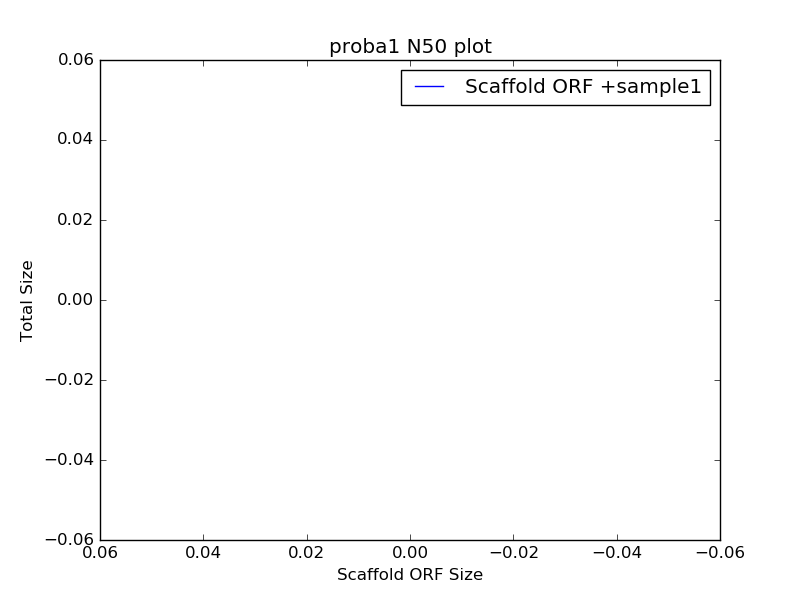 proba1 N50 plot
Scaffold ORF +sample1
0.06
0.04
0.02
0.00
−0.02
−0.04
−0.06
Total Size
0.06 0.04 0.02 0.00 −0.02 −0.04 −0.06
Scaffold ORF Size